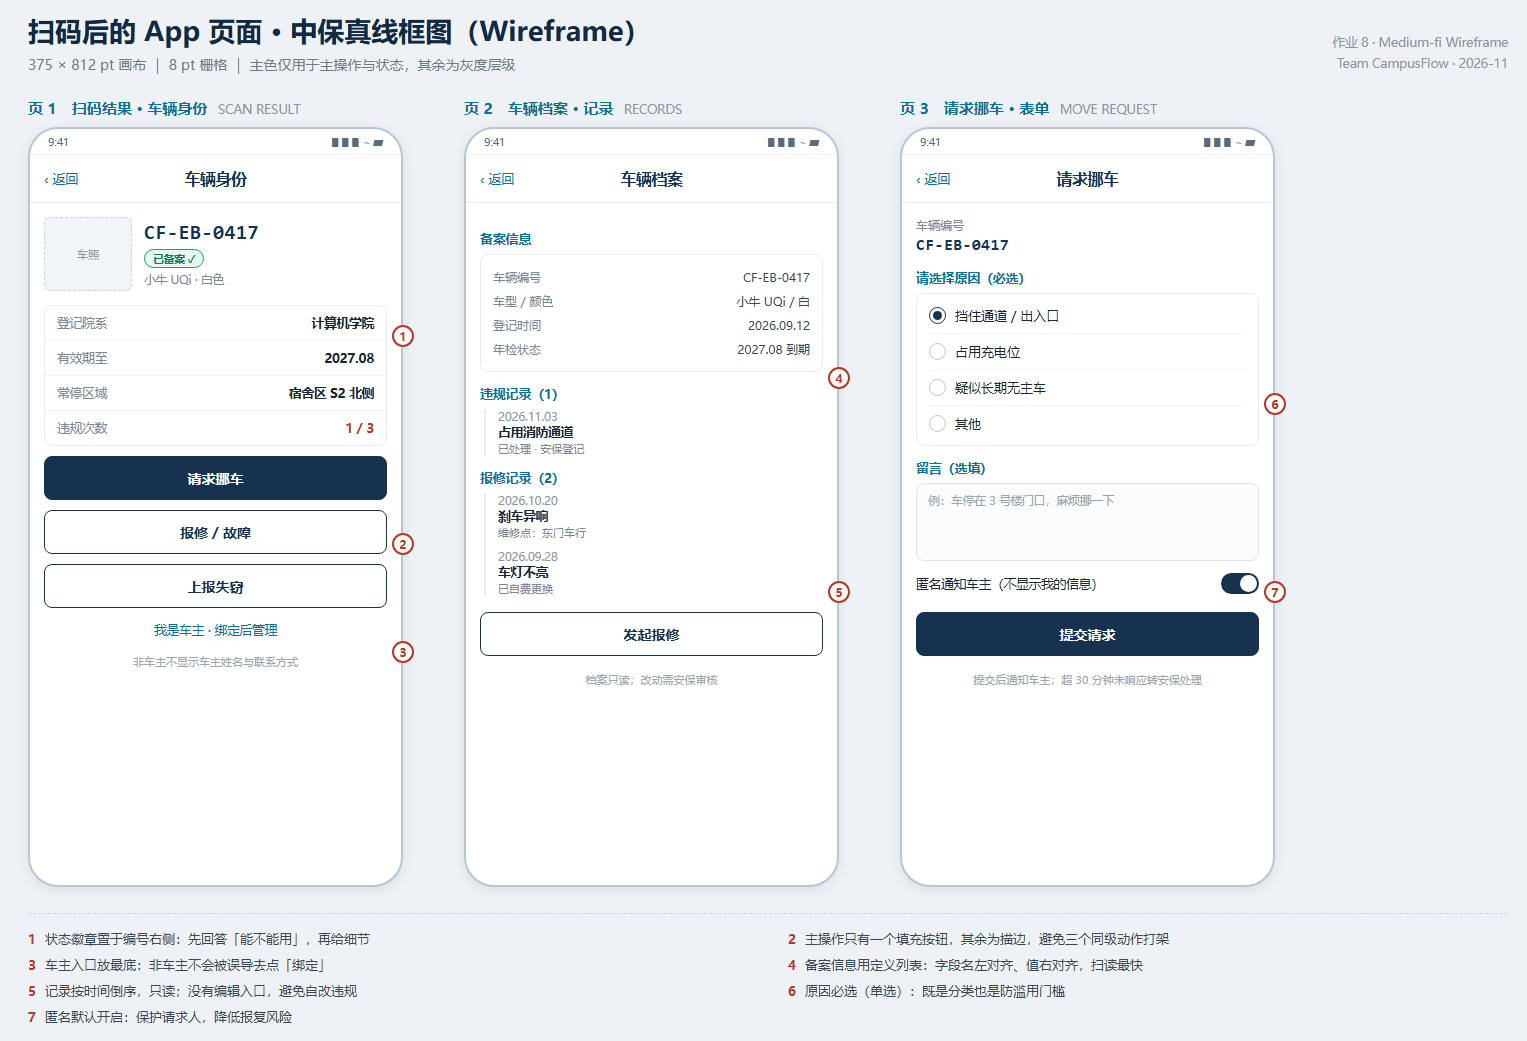 扫码后的 App 页面 · 中保真线框图（Wireframe）
375 × 812 pt 画布 │ 8 pt 栅格 │ 主色仅用于主操作与状态，其余为灰度层级
作业 8 · Medium-fi Wireframe
Team CampusFlow · 2026-11
页 1 扫码结果 · 车辆身份 SCAN RESULT
9:41
‹ 返回 车辆身份
车照
CF-EB-0417
已备案 ✓
小牛 UQi · 白色
登记院系 计算机学院
有效期至 2027.08
常停区域 宿舍区 S2 北侧
违规次数 1 / 3
1
请求挪车
报修 / 故障
2
上报失窃
我是车主 · 绑定后管理
3
非车主不显示车主姓名与联系方式
页 2 车辆档案 · 记录 RECORDS
9:41
‹ 返回 车辆档案
备案信息
车辆编号 CF-EB-0417
车型 / 颜色 小牛 UQi / 白
登记时间 2026.09.12
年检状态 2027.08 到期
4
违规记录（1）
2026.11.03
占用消防通道
已处理 · 安保登记
报修记录（2）
2026.10.20
刹车异响
维修点：东门车行
2026.09.28
车灯不亮
已自费更换
5
发起报修
档案只读；改动需安保审核
页 3 请求挪车 · 表单 MOVE REQUEST
9:41
‹ 返回 请求挪车
车辆编号
CF-EB-0417
请选择原因（必选）
挡住通道 / 出入口
占用充电位
疑似长期无主车
其他
6
留言（选填）
例：车停在 3 号楼门口，麻烦挪一下
匿名通知车主（不显示我的信息）
7
提交请求
提交后通知车主；超 30 分钟未响应转安保处理
1 状态徽章置于编号右侧：先回答「能不能用」，再给细节
2 主操作只有一个填充按钮，其余为描边，避免三个同级动作打架
3 车主入口放最底：非车主不会被误导去点「绑定」
4 备案信息用定义列表：字段名左对齐、值右对齐，扫读最快
5 记录按时间倒序，只读；没有编辑入口，避免自改违规
6 原因必选（单选）：既是分类也是防滥用门槛
7 匿名默认开启：保护请求人，降低报复风险